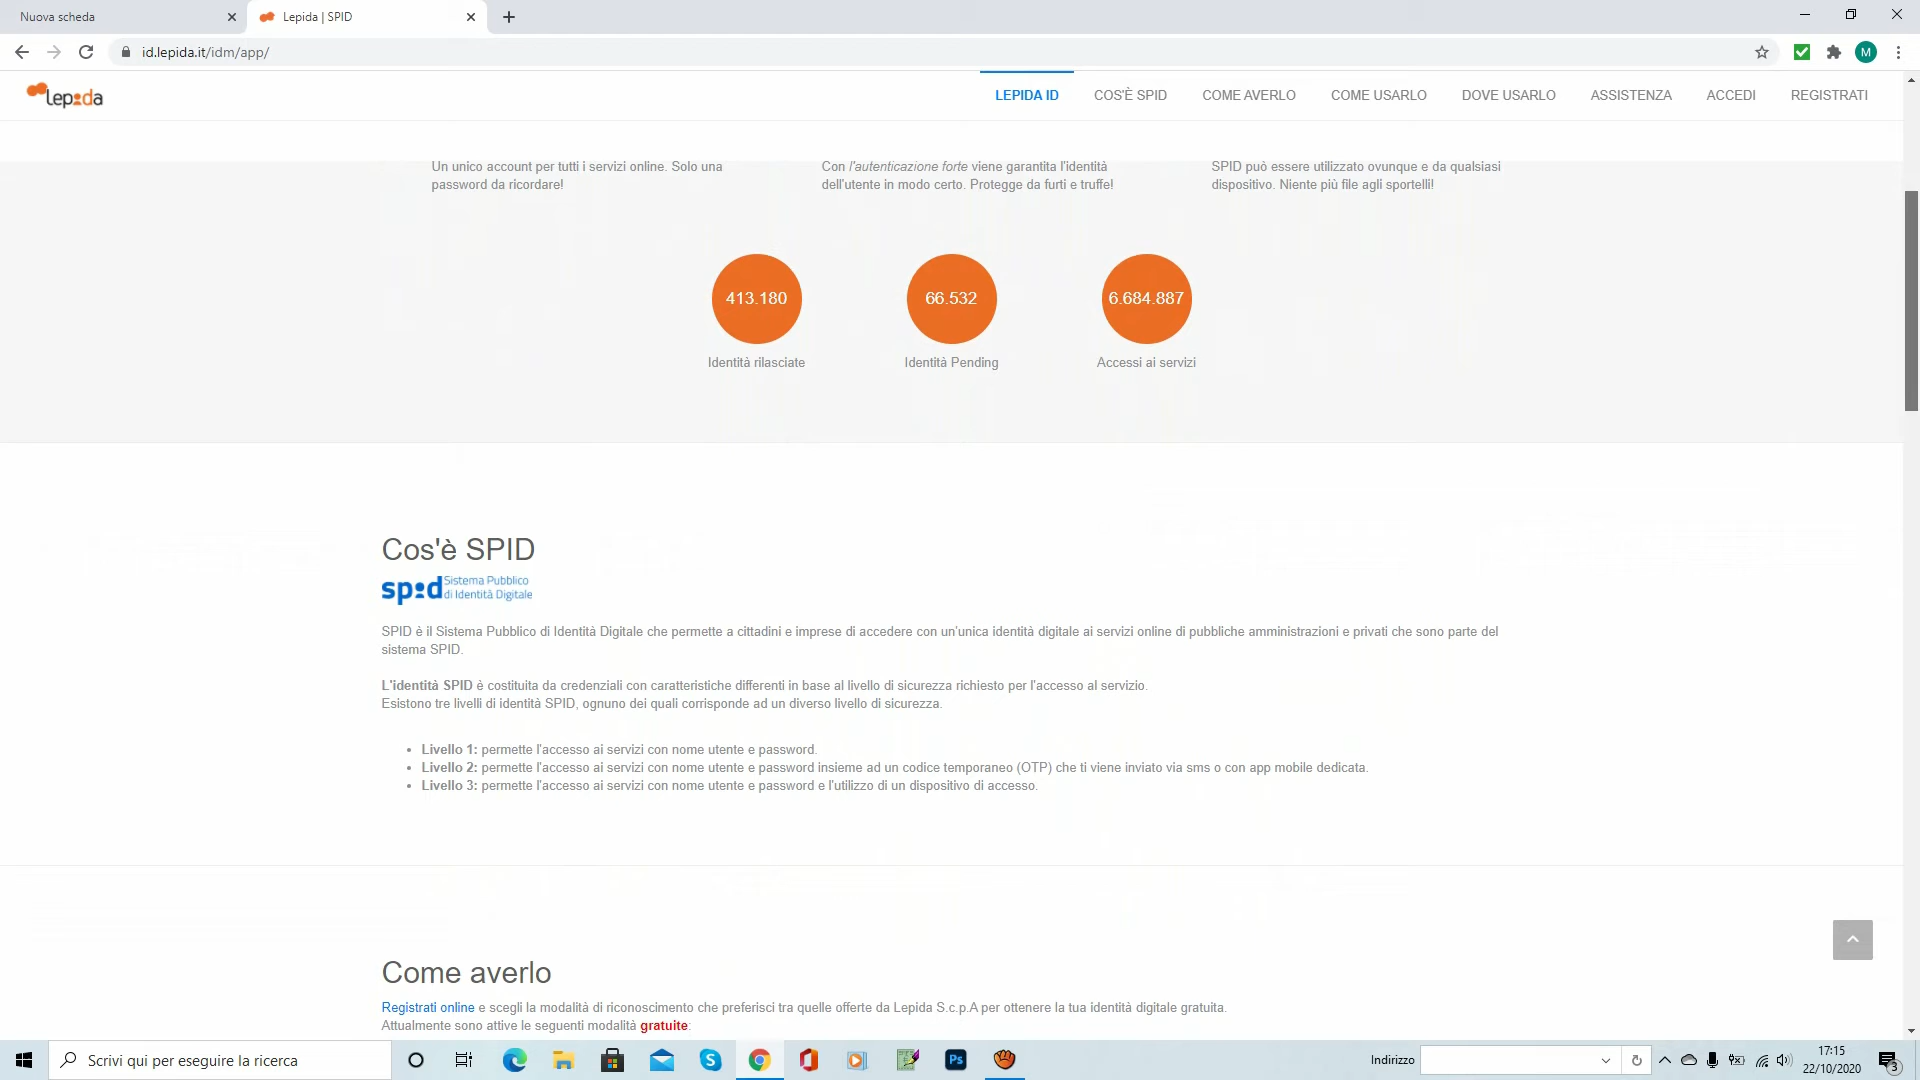 Nuova scheda
Lepida | SPID
id.lepida.it/idm/app/
M
lepida
LEPIDA ID
COS'È SPID
COME AVERLO
COME USARLO
DOVE USARLO
ASSISTENZA
ACCEDI
REGISTRATI
Un unico account per tutti i servizi online. Solo una
password da ricordare!
Con l'autenticazione forte viene garantita l'identità
dell'utente in modo certo. Protegge da furti e truffe!
SPID può essere utilizzato ovunque e da qualsiasi
dispositivo. Niente più file agli sportelli!
413.180
Identità rilasciate
66.532
Identità Pending
6.684.887
Accessi ai servizi
Cos'è SPID
spid Sistema Pubblico
di Identità Digitale
SPID è il Sistema Pubblico di Identità Digitale che permette a cittadini e imprese di accedere con un'unica identità digitale ai servizi online di pubbliche amministrazioni e privati che sono parte del
sistema SPID.
L'identità SPID è costituita da credenziali con caratteristiche differenti in base al livello di sicurezza richiesto per l'accesso al servizio.
Esistono tre livelli di identità SPID, ognuno dei quali corrisponde ad un diverso livello di sicurezza.
• Livello 1: permette l'accesso ai servizi con nome utente e password.
• Livello 2: permette l'accesso ai servizi con nome utente e password insieme ad un codice temporaneo (OTP) che ti viene inviato via sms o con app mobile dedicata.
• Livello 3: permette l'accesso ai servizi con nome utente e password e l'utilizzo di un dispositivo di accesso.
Come averlo
Registrati online e scegli la modalità di riconoscimento che preferisci tra quelle offerte da Lepida S.c.p.A per ottenere la tua identità digitale gratuita.
Attualmente sono attive le seguenti modalità gratuite:
Scrivi qui per eseguire la ricerca
S
Ps
Indirizzo
17:15
22/10/2020
3